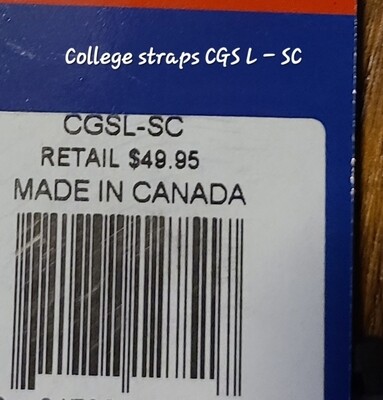 College straps CGS L - SC
CGSL-SC
RETAIL $49.95
MADE IN CANADA